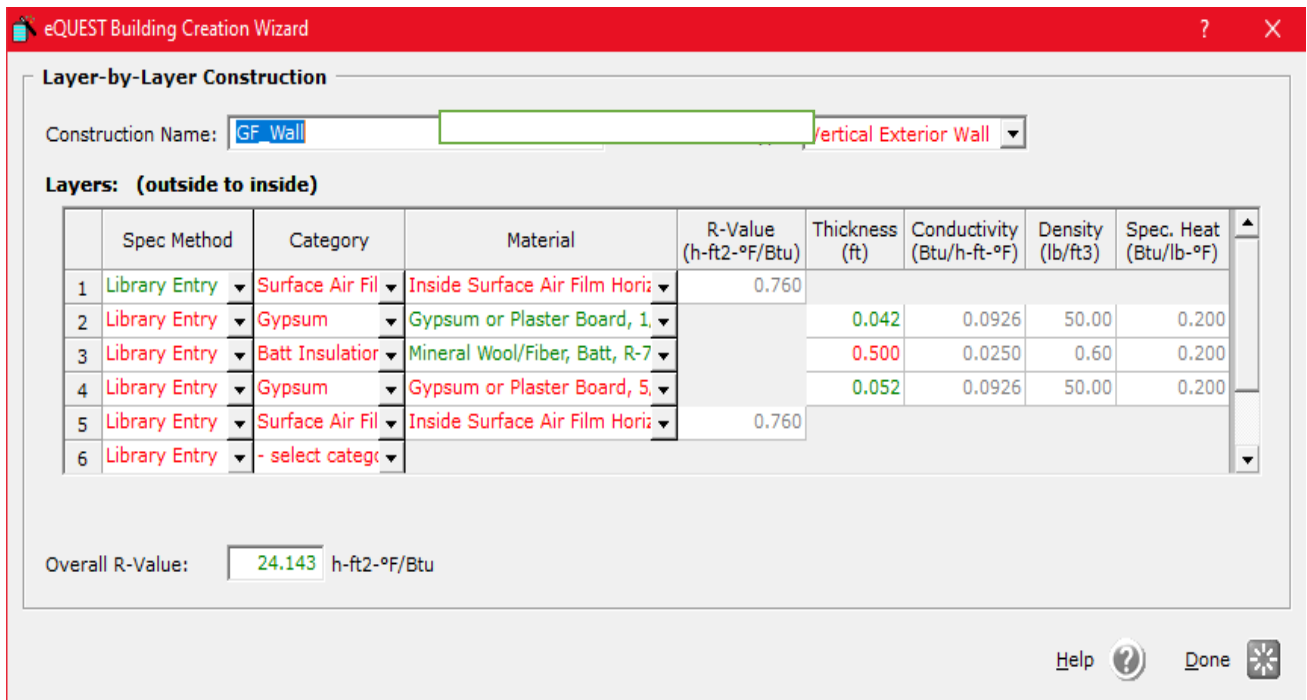 eQUEST Building Creation Wizard ?
Layer-by-Layer Construction
Construction Name: GF_Wall Vertical Exterior Wall
Layers: (outside to inside)
Spec Method Category Material R-Value (h-ft2-ºF/Btu) Thickness (ft) Conductivity (Btu/h-ft-ºF) Density (lb/ft3) Spec. Heat (Btu/lb-ºF)
1 Library Entry Surface Air Fil Inside Surface Air Film Horiz 0.760
2 Library Entry Gypsum Gypsum or Plaster Board, 1, 0.042 0.0926 50.00 0.200
3 Library Entry Batt Insulation Mineral Wool/Fiber, Batt, R-7 0.500 0.0250 0.60 0.200
4 Library Entry Gypsum Gypsum or Plaster Board, 5, 0.052 0.0926 50.00 0.200
5 Library Entry Surface Air Fil Inside Surface Air Film Horiz 0.760
6 Library Entry - select catego
Overall R-Value: 24.143 h-ft2-ºF/Btu
Help ? Done